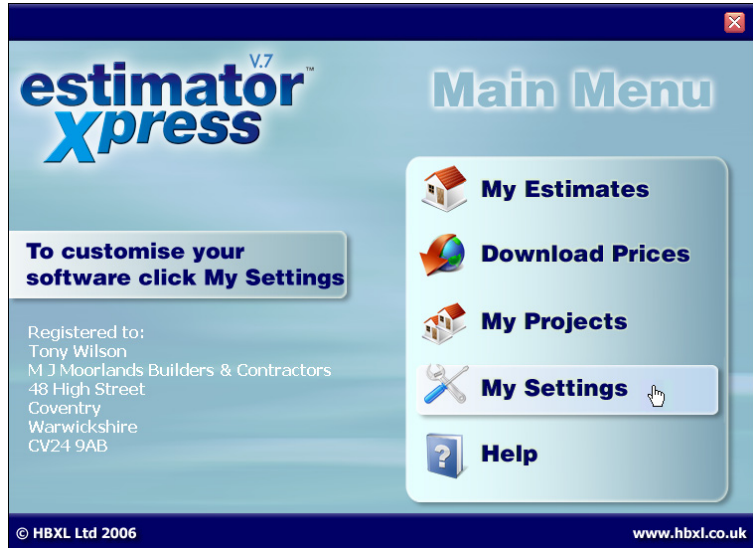 V.7
estimator™
Xpress
Main Menu
My Estimates
Download Prices
My Projects
My Settings
Help
To customise your
software click My Settings
Registered to:
Tony Wilson
M J Moorlands Builders & Contractors
48 High Street
Coventry
Warwickshire
CV24 9AB
© HBXL Ltd 2006
www.hbxl.co.uk